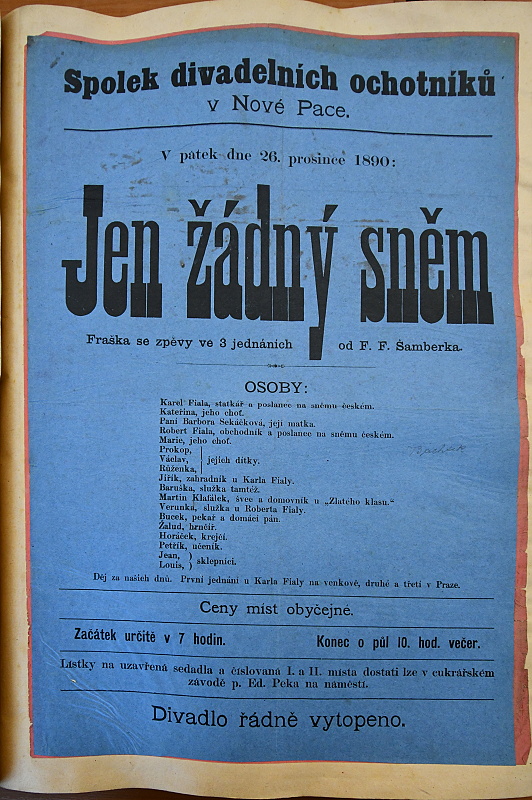 Spolek divadelních ochotníků
v Nové Pace.
V pátek dne 26. prosince 1890:
Jen žádný sněm
Fraška se zpěvy ve 3 jednáních od F. F. Šamberka.
OSOBY:
Karel Fiala, statkář a poslanec na sněmu českém.
Kateřina, jeho choť.
Paní Barbora Sekáčková, její matka.
Robert Fiala, obchodník a poslanec na sněmu českém.
Marie, jeho choť.
Prokop,
Václav, jejich dítky.
Růženka,
Jiřík, zahradník u Karla Fialy.
Baruška, služka tamtéž.
Martin Klafálek, švec a domovník u „Zlatého klasu."
Verunka, služka u Roberta Fialy.
Bucek, pekař a domácí pán.
Žalud, hrnčíř.
Horáček, krejčí.
Petřík, učeník.
Jean, )
Louis, ) sklepníci.
Děj za našich dnů. První jednání u Karla Fialy na venkově, druhé a třetí v Praze.
Ceny míst obyčejné.
Začátek určitě v 7 hodin. Konec o půl 10. hod. večer.
Lístky na uzavřená sedadla a číslovaná I. a II. místa dostati lze v cukrářském
závodě p. Ed. Peka na náměstí.
Divadlo řádně vytopeno.